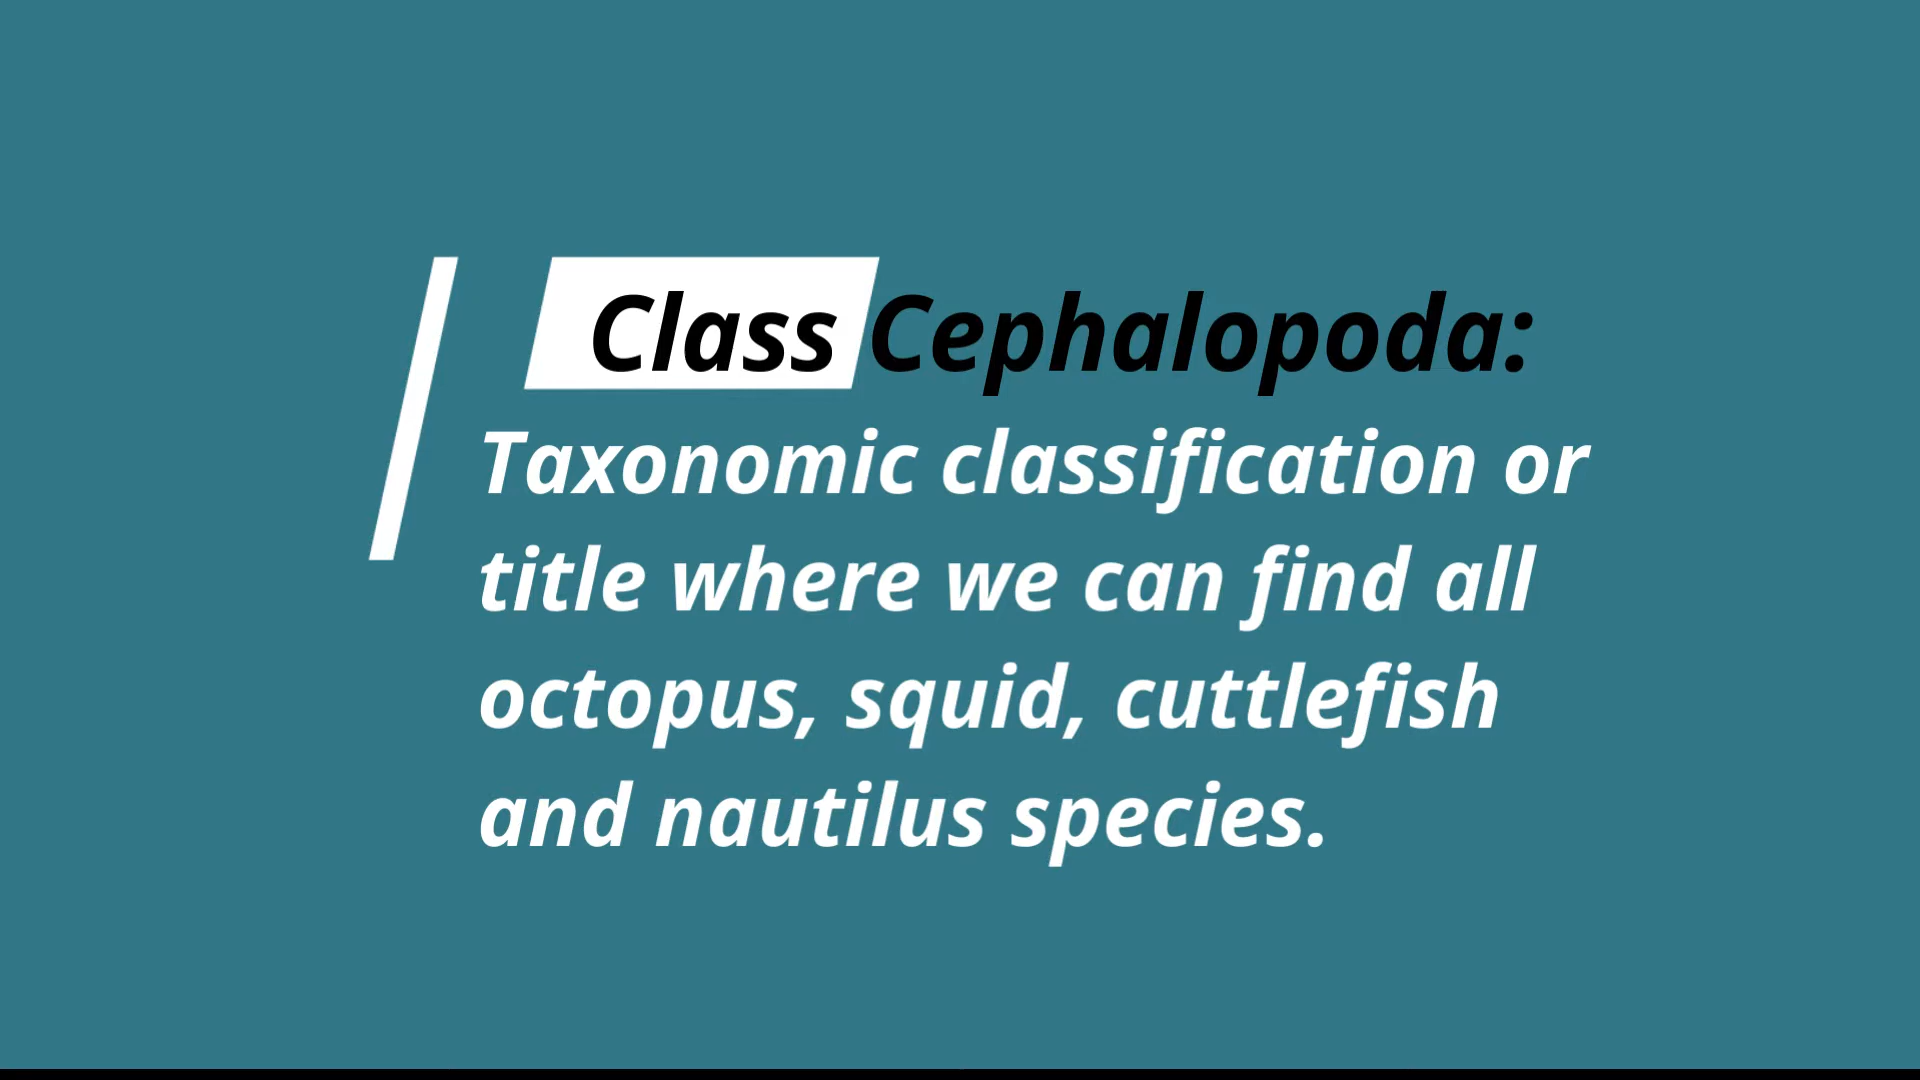 Class Cephalopoda:
Taxonomic classification or
title where we can find all
octopus, squid, cuttlefish
and nautilus species.